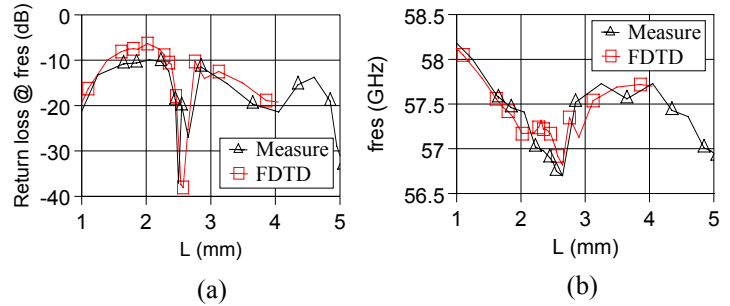 Return loss @ fres (dB)
0
-10
-20
-30
-40
Measure
FDTD
1 2 3 4 5
L (mm)
(a)
fres (GHz)
58.5
58
57.5
57
56.5
Measure
FDTD
1 2 3 4 5
L (mm)
(b)